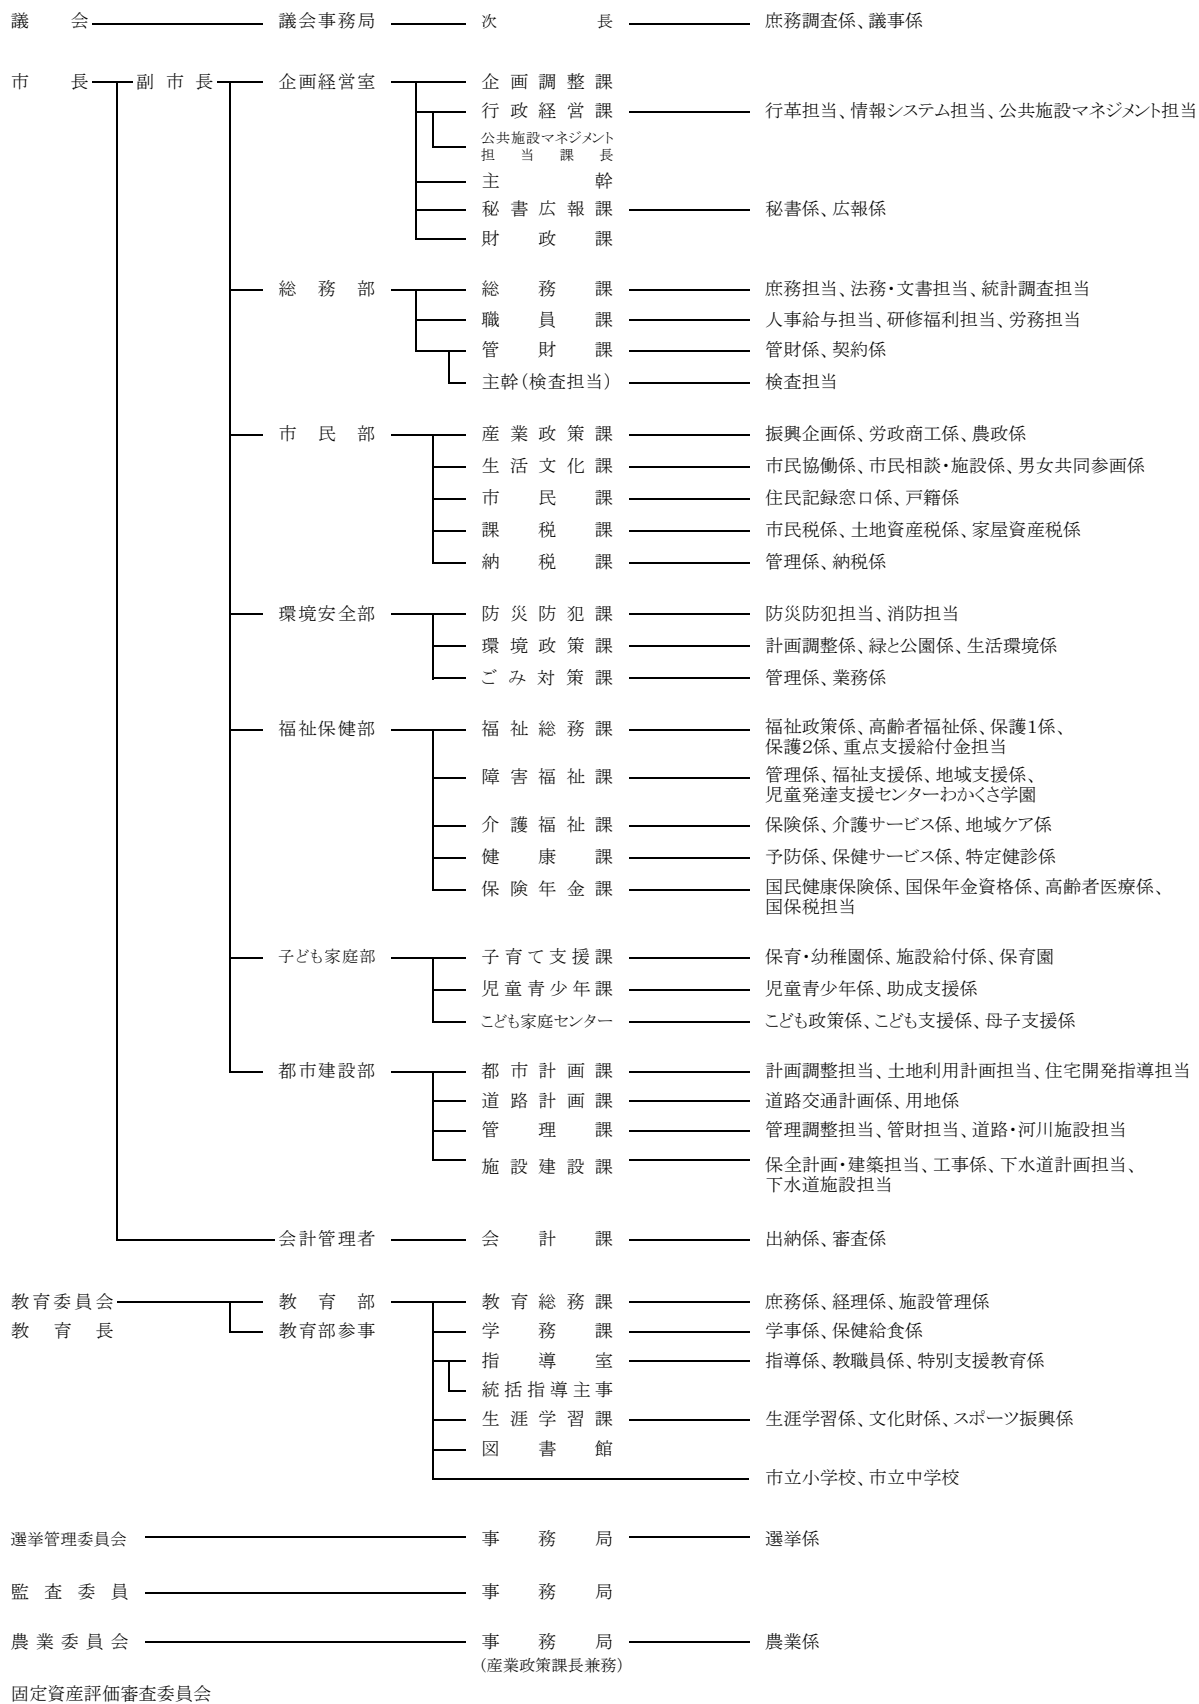 議会 議会事務局 次長 庶務調査係、議事係
市長 副市長 企画経営室 企画調整課
行政経営課 行革担当、情報システム担当、公共施設マネジメント担当
公共施設マネジメント
担当課長
主幹
秘書広報課 秘書係、広報係
財政課
総務部 総務課 庶務担当、法務・文書担当、統計調査担当
職員課 人事給与担当、研修福利担当、労務担当
管財課 管財係、契約係
主幹(検査担当) 検査担当
市民部 産業政策課 振興企画係、労政商工係、農政係
生活文化課 市民協働係、市民相談・施設係、男女共同参画係
市民課 住民記録窓口係、戸籍係
課税課 市民税係、土地資産税係、家屋資産税係
納税課 管理係、納税係
環境安全部 防災防犯課 防災防犯担当、消防担当
環境政策課 計画調整係、緑と公園係、生活環境係
ごみ対策課 管理係、業務係
福祉保健部 福祉総務課 福祉政策係、高齢者福祉係、保護1係、
保護2係、重点支援給付金担当
障害福祉課 管理係、福祉支援係、地域支援係、
児童発達支援センターわかくさ学園
介護福祉課 保険係、介護サービス係、地域ケア係
健康課 予防係、保健サービス係、特定健診係
保険年金課 国民健康保険係、国保年金資格係、高齢者医療係、
国保税担当
子ども家庭部 子育て支援課 保育・幼稚園係、施設給付係、保育園
児童青少年課 児童青少年係、助成支援係
こども家庭センター こども政策係、こども支援係、母子支援係
都市建設部 都市計画課 計画調整担当、土地利用計画担当、住宅開発指導担当
道路計画課 道路交通計画係、用地係
管理課 管理調整担当、管財担当、道路・河川施設担当
施設建設課 保全計画・建築担当、工事係、下水道計画担当、
下水道施設担当
会計管理者 会計課 出納係、審査係
教育委員会 教育部 教育総務課 庶務係、経理係、施設管理係
教育長 教育部参事 学務課 学事係、保健給食係
指導室 指導係、教職員係、特別支援教育係
統括指導主事
生涯学習課 生涯学習係、文化財係、スポーツ振興係
図書館
市立小学校、市立中学校
選挙管理委員会 事務局 選挙係
監査委員 事務局
農業委員会 事務局 農業係
(産業政策課長兼務)
固定資産評価審査委員会